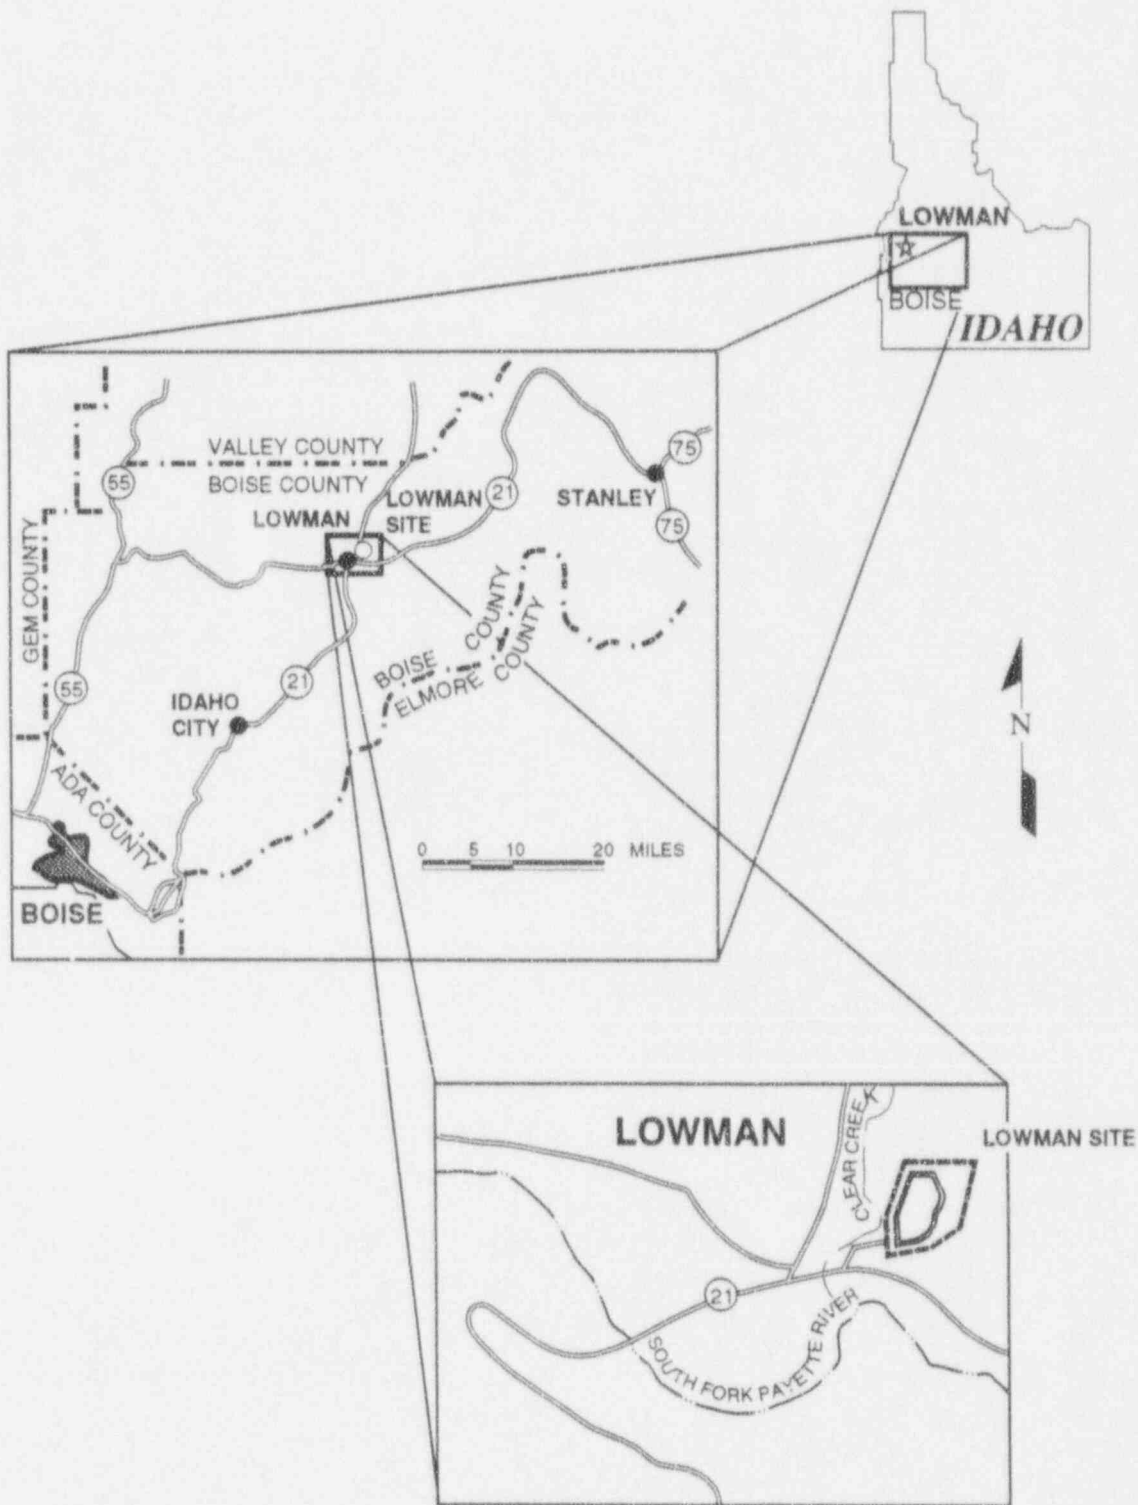 LOWMAN
BOISE
IDAHO
VALLEY COUNTY
BOISE COUNTY
55
21
75
STANLEY
75
LOWMAN
SITE
LOWMAN
GEM COUNTY
COUNTY
COUNTY
BOISE
ELMORE
55
21
IDAHO
CITY
N
ADA COUNTY
0 5 10 20 MILES
BOISE
LOWMAN
CLEAR CREEK
LOWMAN SITE
21
SOUTH FORK PAYETTE RIVER